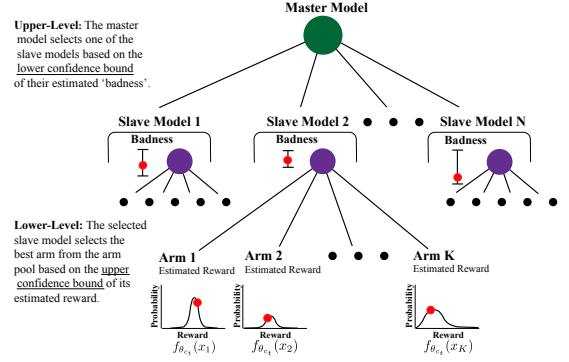 Master Model
Upper-Level: The master
model selects one of the
slave models based on the
lower confidence bound
of their estimated ‘badness’.
Slave Model 1
Slave Model 2
Slave Model N
Badness
Badness
Badness
Lower-Level: The selected
slave model selects the
best arm from the arm
pool based on the upper
confidence bound of its
estimated reward.
Arm 1
Arm 2
Arm K
Estimated Reward
Estimated Reward
Estimated Reward
Probability
Probability
Probability
Reward
Reward
Reward
f_{θ_{c_t}}(x_1)
f_{θ_{c_t}}(x_2)
f_{θ_{c_t}}(x_K)